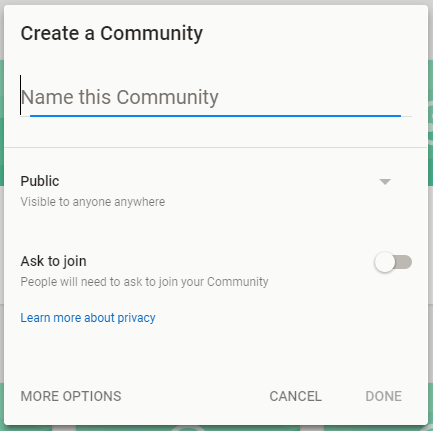 Create a Community
Name this Community
Public
Visible to anyone anywhere
Ask to join
People will need to ask to join your Community
Learn more about privacy
MORE OPTIONS CANCEL DONE